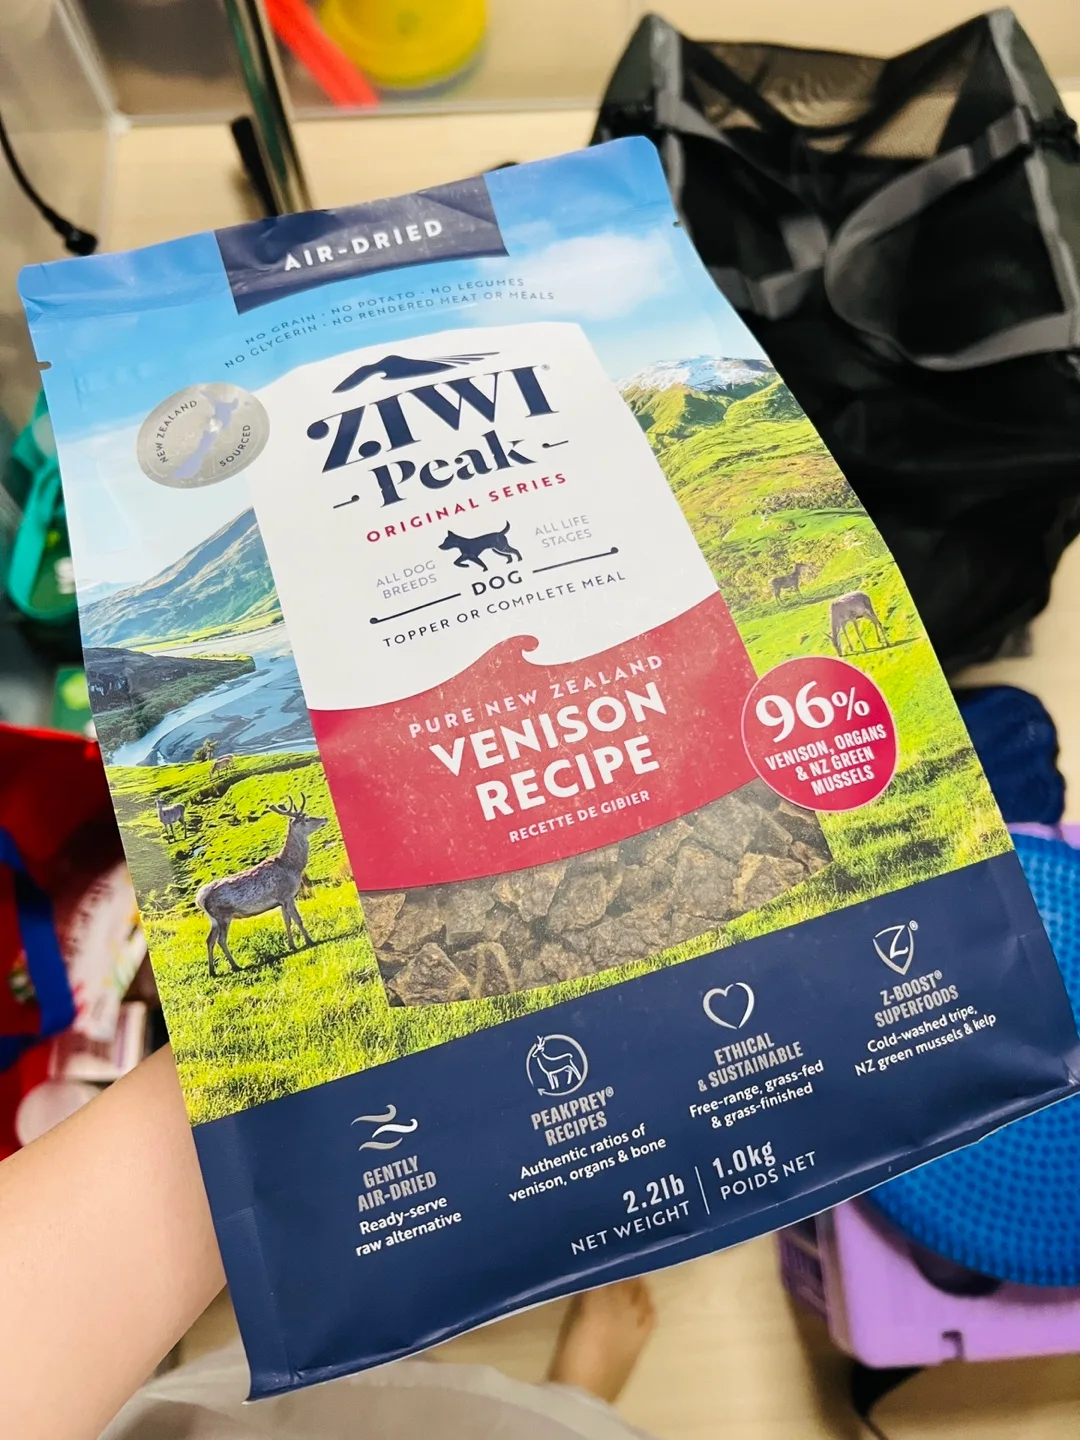 AIR-DRIED
NO GRAIN · NO POTATO · NO LEGUMES
NO GLYCERIN · NO RENDERED MEAT OR MEALS
NEW ZEALAND
SOURCED
ZIWI®
Peak
ORIGINAL SERIES
ALL DOG
BREEDS
ALL LIFE
STAGES
DOG
TOPPER OR COMPLETE MEAL
PURE NEW ZEALAND
VENISON
RECIPE
RECETTE DE GIBIER
96%
VENISON, ORGANS
& NZ GREEN
MUSSELS
GENTLY
AIR-DRIED
Ready-serve
raw alternative
PEAKPREY®
RECIPES
Authentic ratios of
venison, organs & bone
ETHICAL
& SUSTAINABLE
Free-range, grass-fed
& grass-finished
Z®
Z-BOOST®
SUPERFOODS
Cold-washed tripe,
NZ green mussels & kelp
2.2lb
NET WEIGHT
1.0kg
POIDS NET